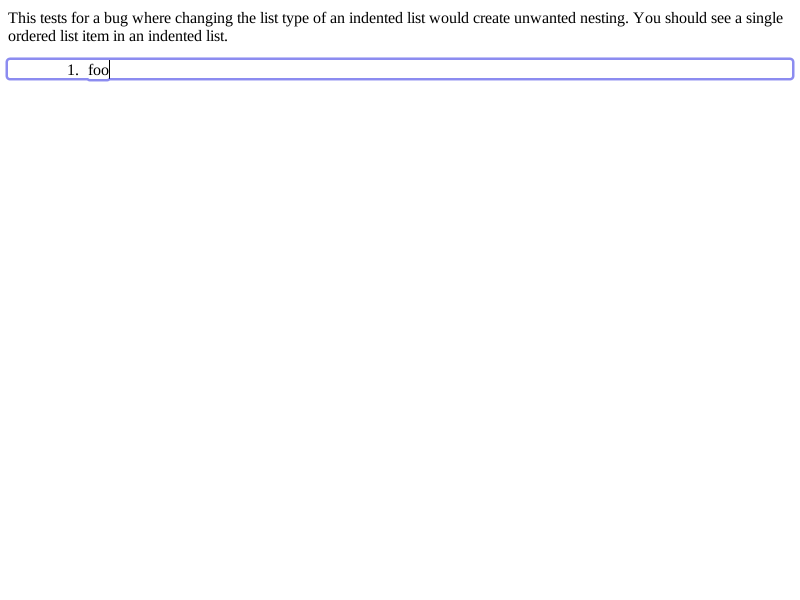 This tests for a bug where changing the list type of an indented list would create unwanted nesting. You should see a single
ordered list item in an indented list.
1. foo